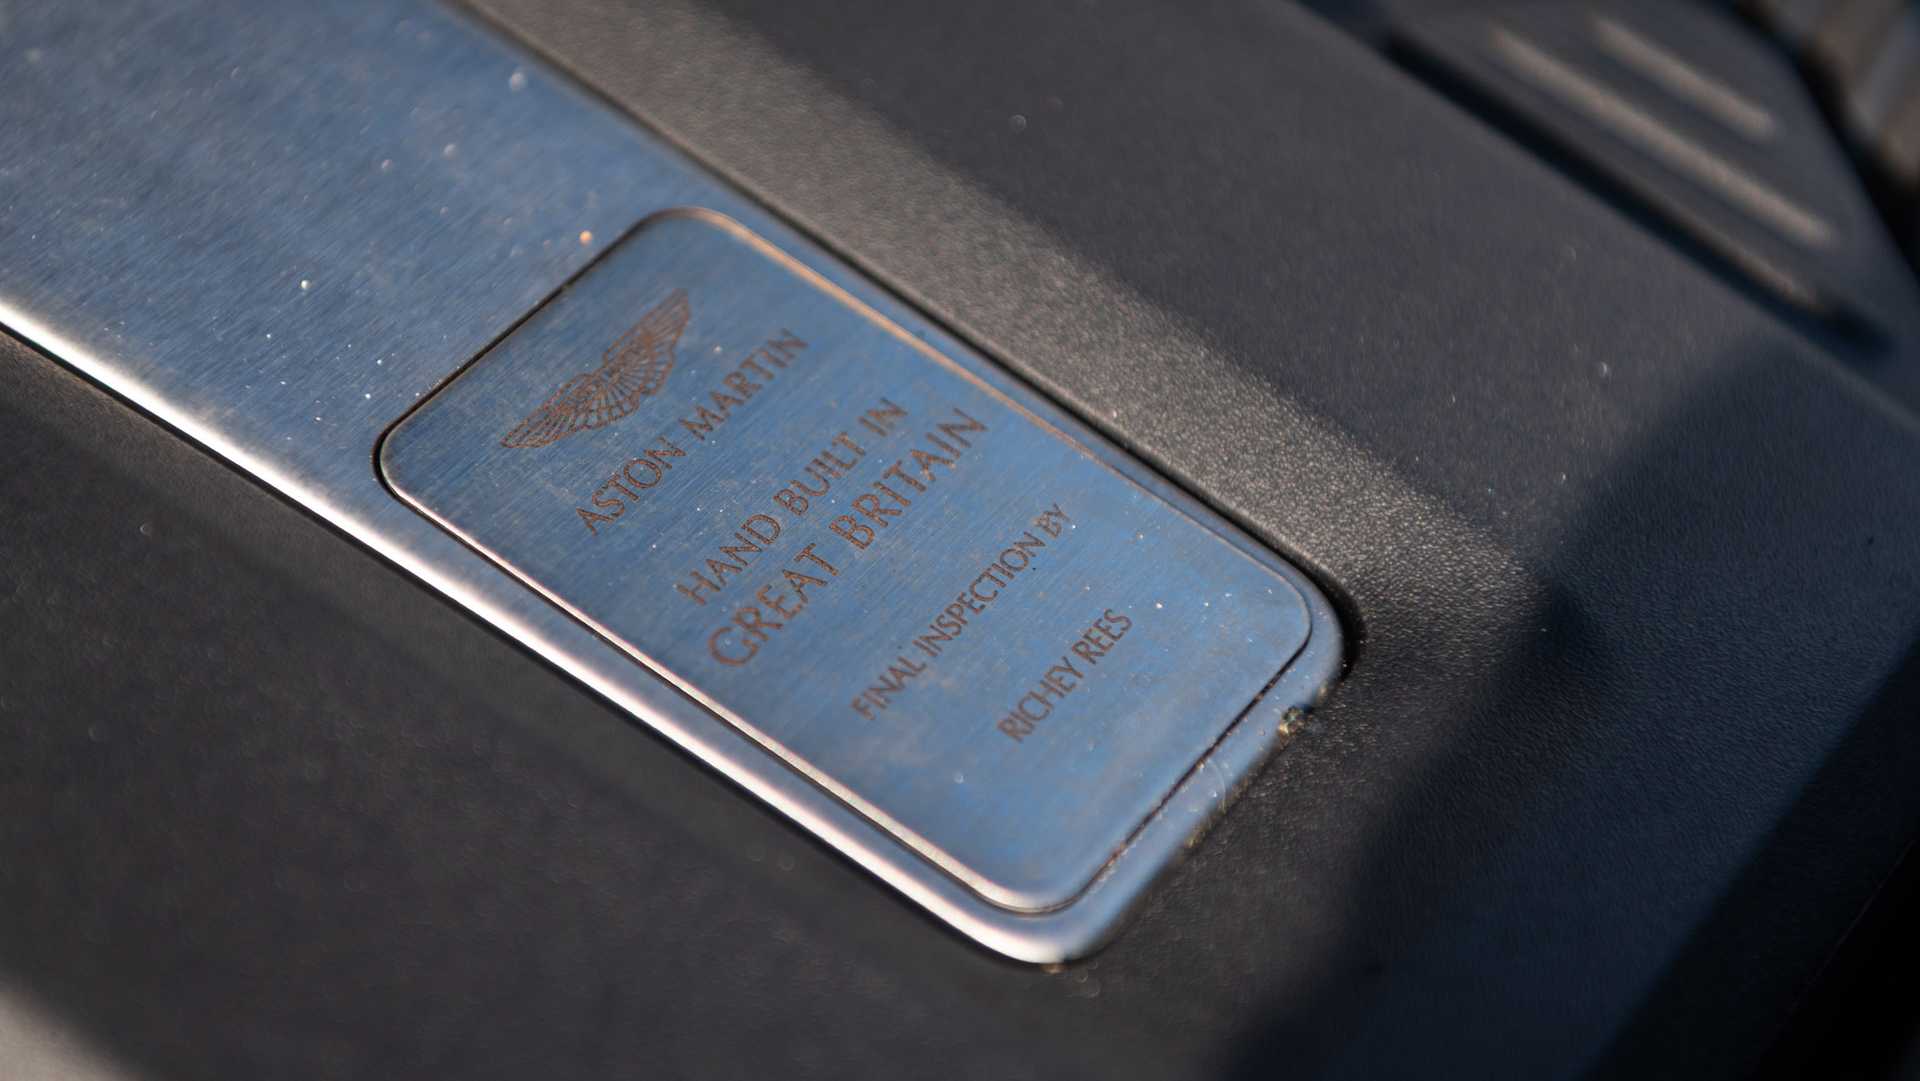 ASTON MARTIN
HAND BUILT IN
GREAT BRITAIN
FINAL INSPECTION BY
RICHEY REES